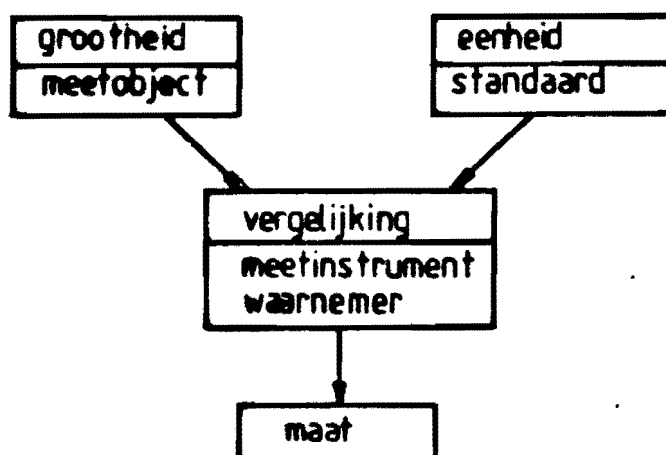 grootheid
meetobject
eenheid
standaard
vergelijking
meetinstrument
waarnemer
maat